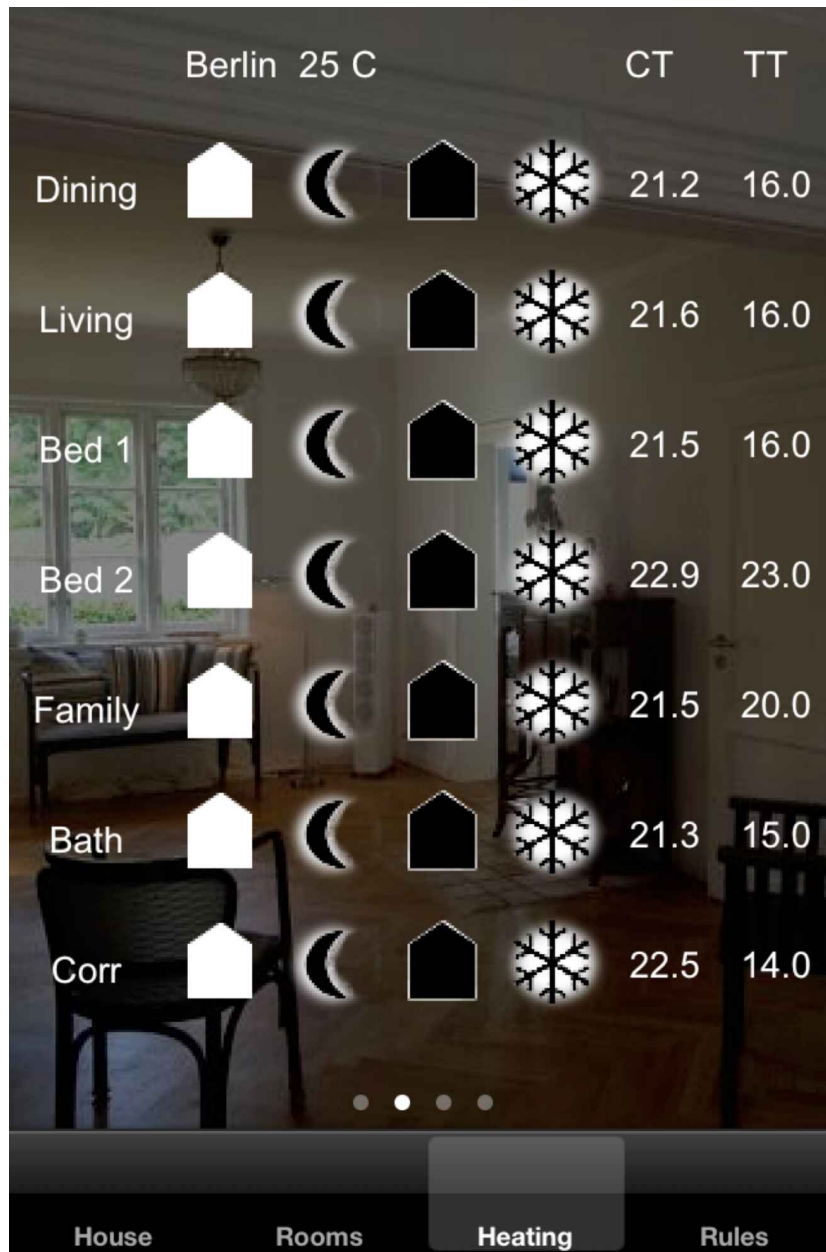 Berlin 25 C CT TT
Dining 21.2 16.0
Living 21.6 16.0
Bed 1 21.5 16.0
Bed 2 22.9 23.0
Family 21.5 20.0
Bath 21.3 15.0
Corr 22.5 14.0
House Rooms Heating Rules